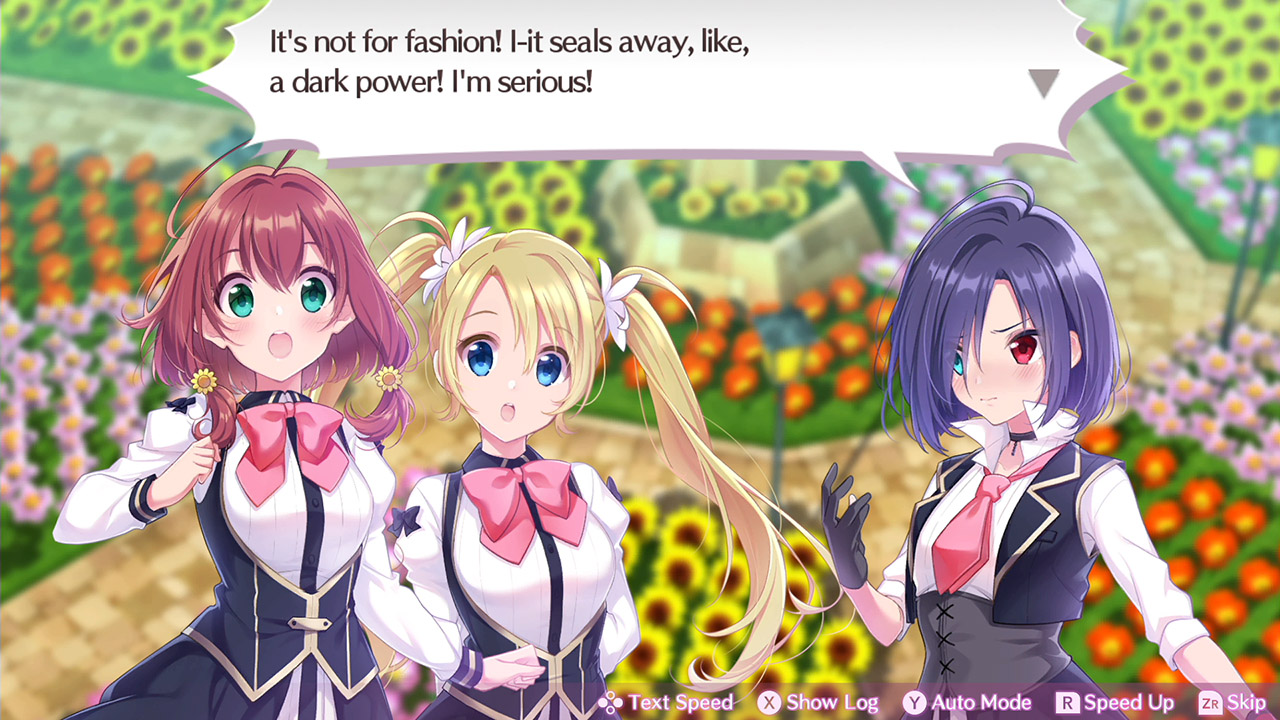 It's not for fashion! I-it seals away, like,
a dark power! I'm serious!
Text Speed X Show Log Y Auto Mode R Speed Up ZR Skip